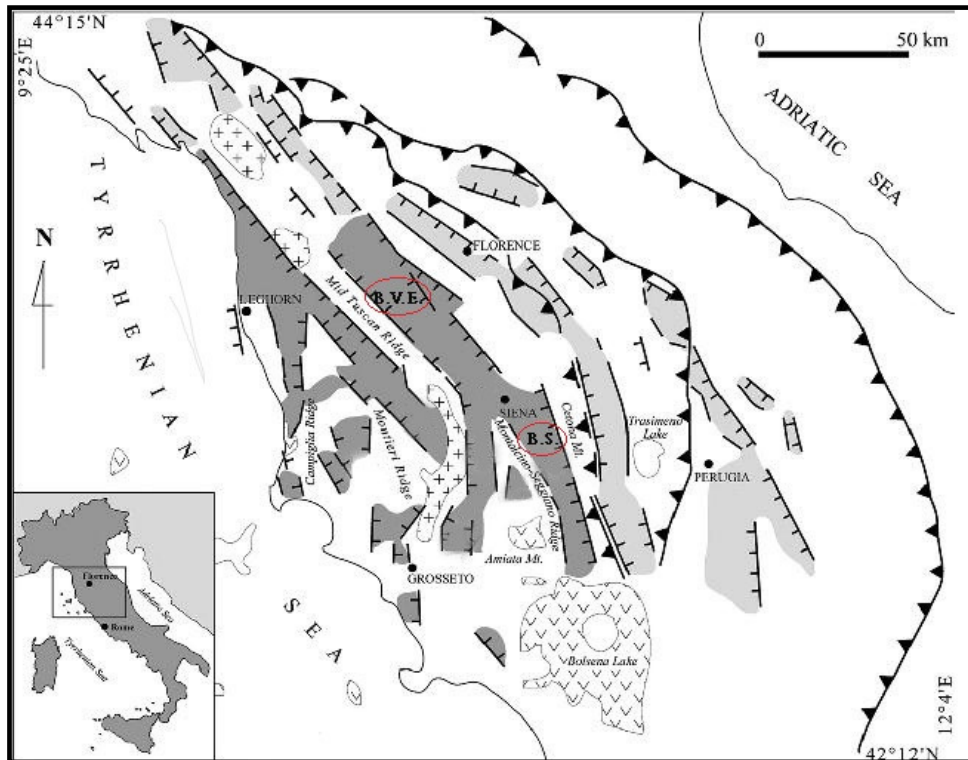 44°15'N
9°25'E
0 50 km
ADRIATIC
SEA
TYRRHENIAN
SEA
N
FLORENCE
LEGHORN
B.V.E.
Mid Tuscan Ridge
SIENA
B.S.
Cetona Mt.
Trasimeno
Lake
PERUGIA
Campiglia Ridge
Montieri Ridge
Montalcino-Seggiano Ridge
Amiata Mt.
GROSSETO
Bolsena Lake
Florence
Rome
Adriatic Sea
Tyrrhenian Sea
12°4'E
42°12'N